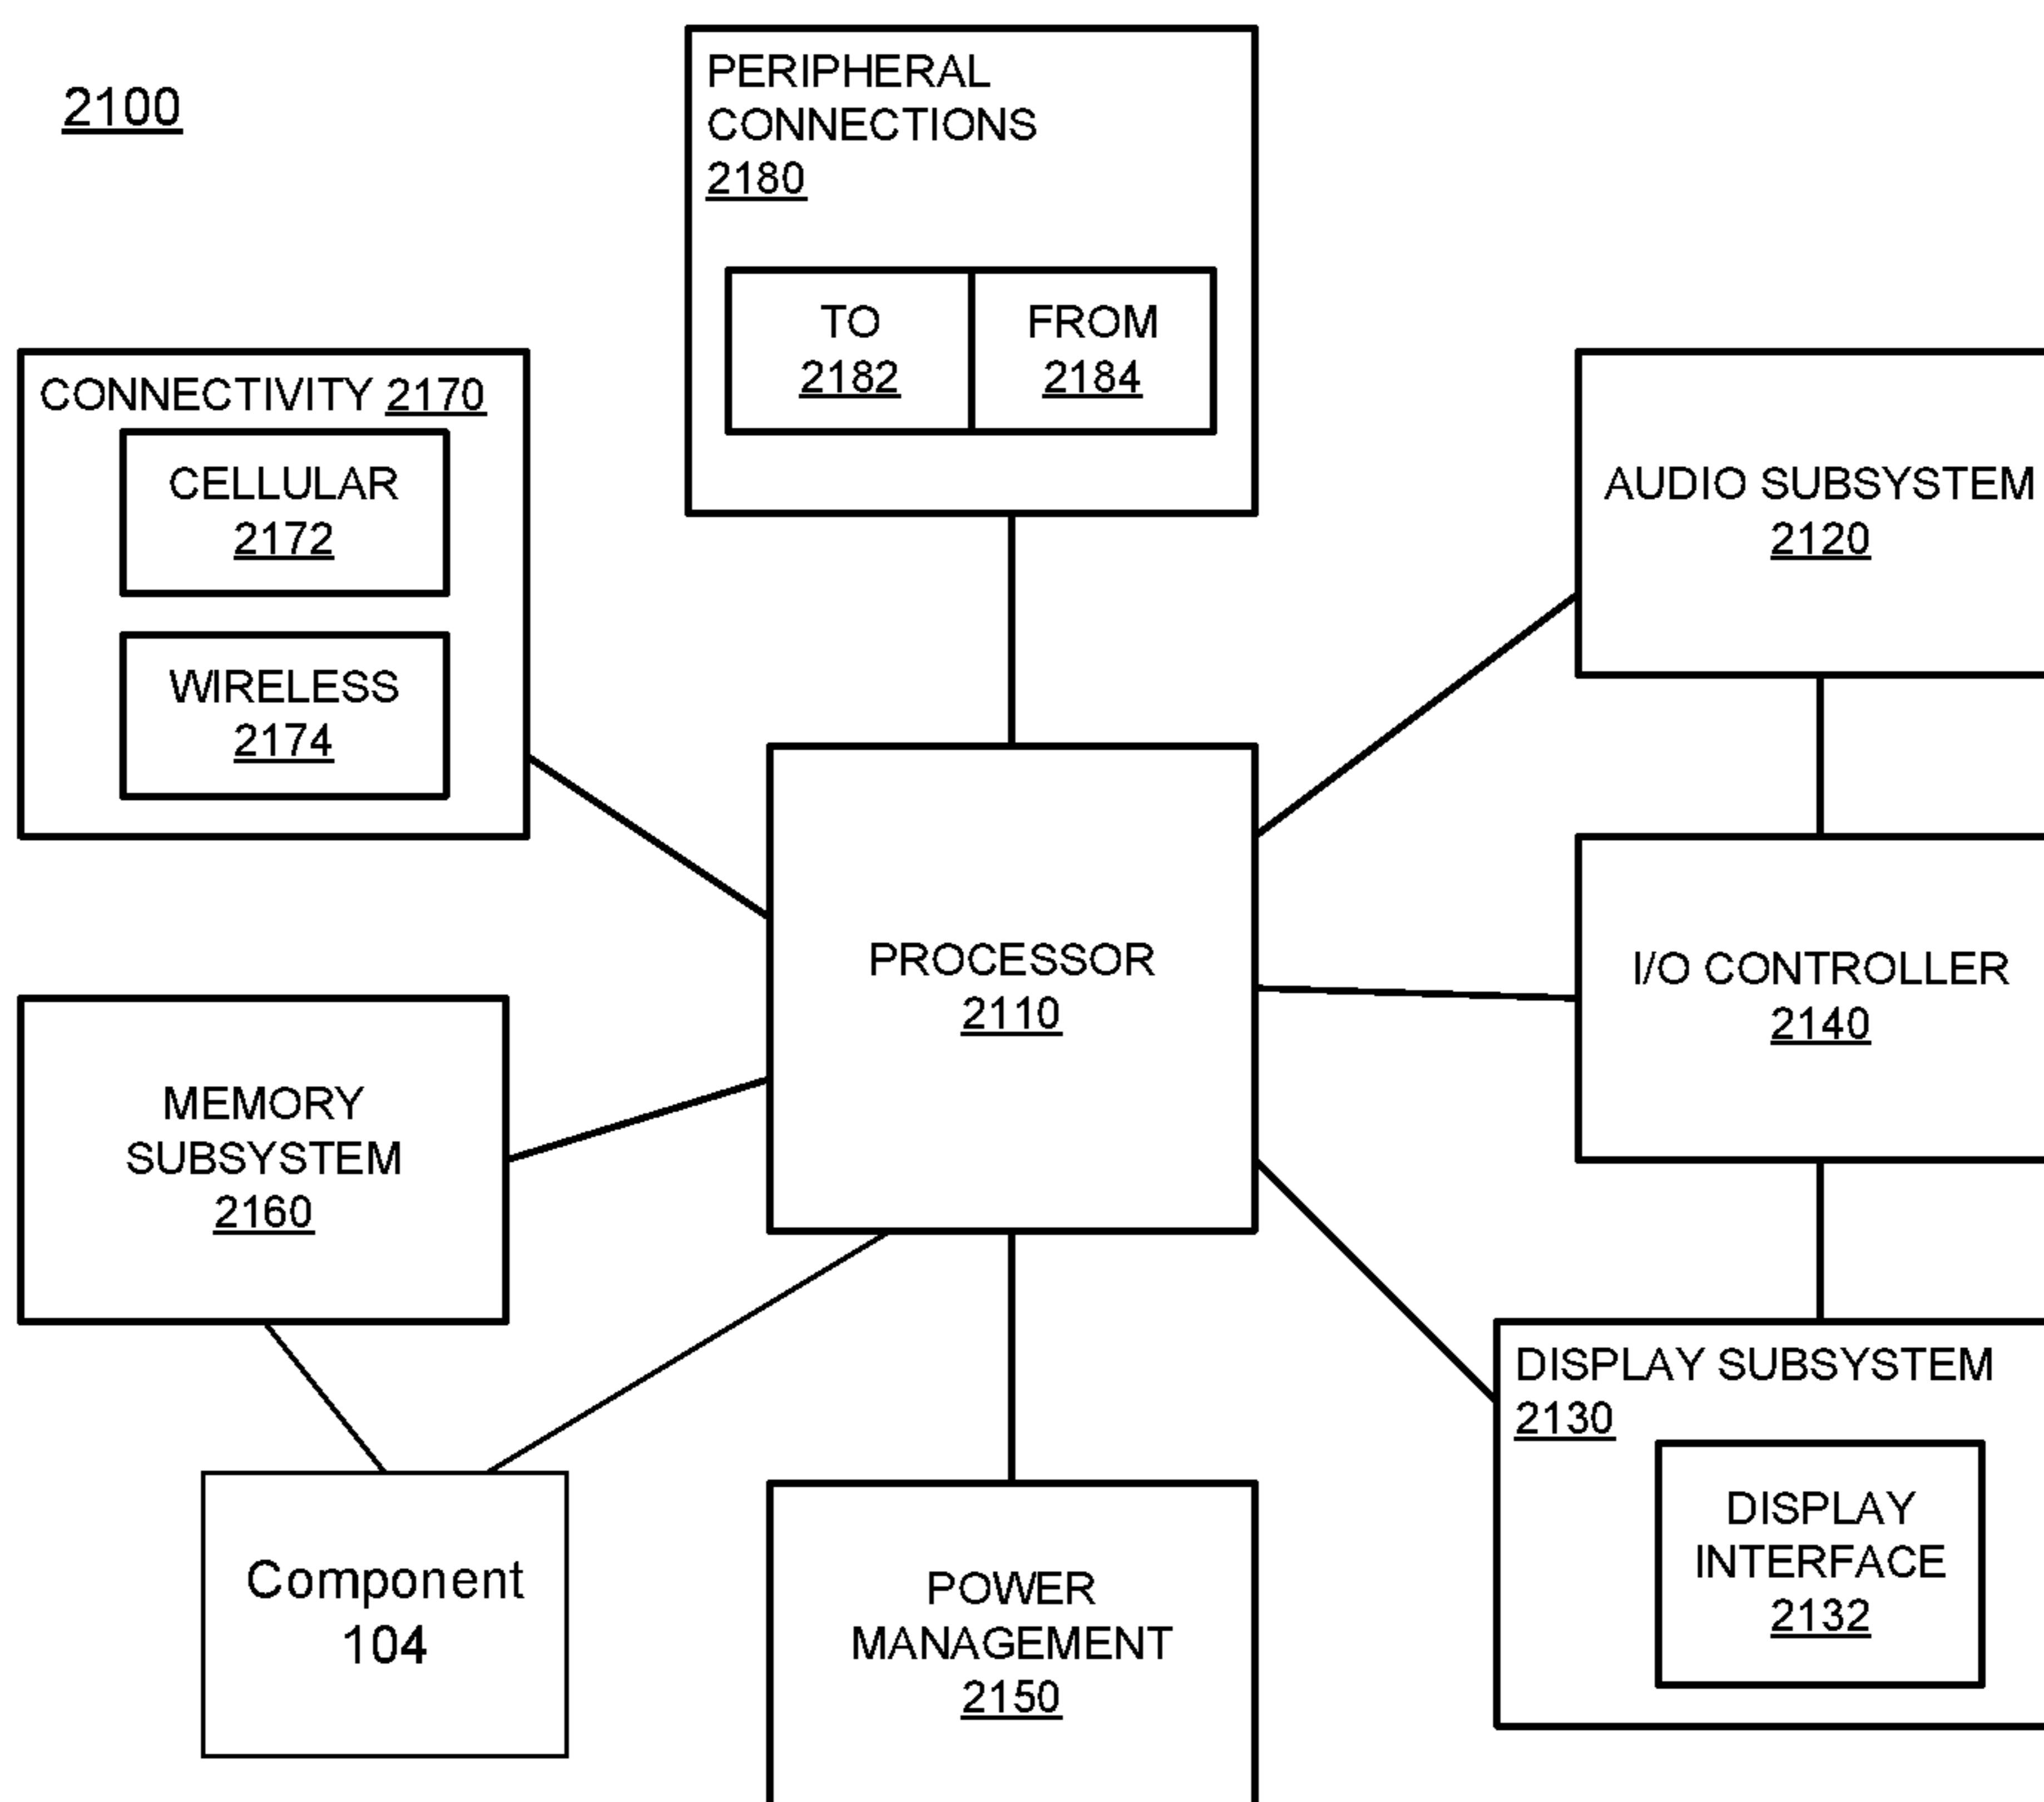 2100
PERIPHERAL
CONNECTIONS
2180
TO
2182
FROM
2184
CONNECTIVITY 2170
CELLULAR
2172
WIRELESS
2174
AUDIO SUBSYSTEM
2120
PROCESSOR
2110
I/O CONTROLLER
2140
MEMORY
SUBSYSTEM
2160
DISPLAY SUBSYSTEM
2130
DISPLAY
INTERFACE
2132
Component
104
POWER
MANAGEMENT
2150